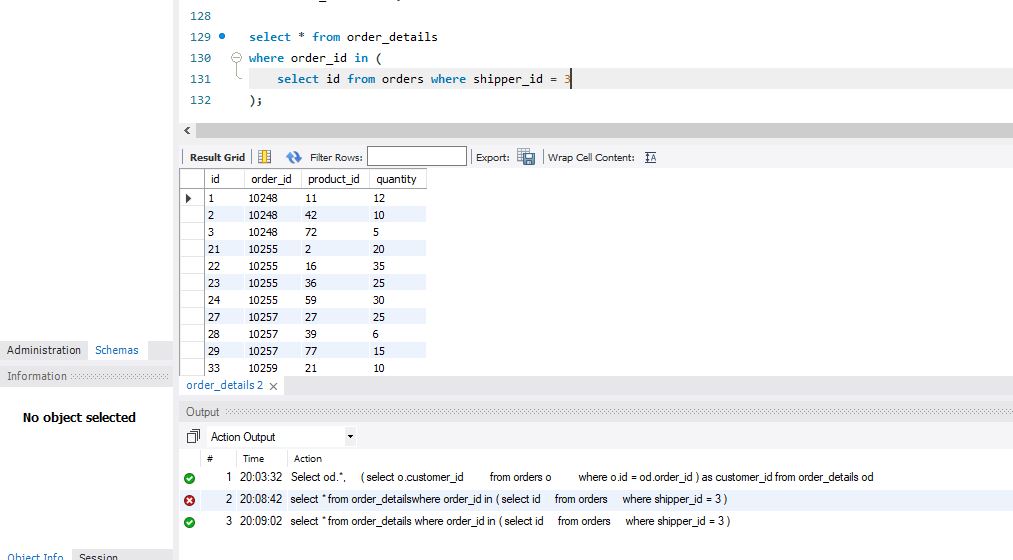 128
129 select * from order_details
130 where order_id in (
131 select id from orders where shipper_id = 3
132 );
Result Grid Filter Rows: Export: Wrap Cell Content: IA
id order_id product_id quantity
1 10248 11 12
2 10248 42 10
3 10248 72 5
21 10255 2 20
22 10255 16 35
23 10255 36 25
24 10255 59 30
27 10257 27 25
28 10257 39 6
29 10257 77 15
33 10259 21 10
Administration Schemas
Information
No object selected
order_details 2 ×
Output
Action Output
# Time Action
1 20:03:32 Select od.*, ( select o.customer_id from orders o where o.id = od.order_id ) as customer_id from order_details od
2 20:08:42 select * from order_detailswhere order_id in ( select id from orders where shipper_id = 3 )
3 20:09:02 select * from order_details where order_id in ( select id from orders where shipper_id = 3 )
Object Info Session